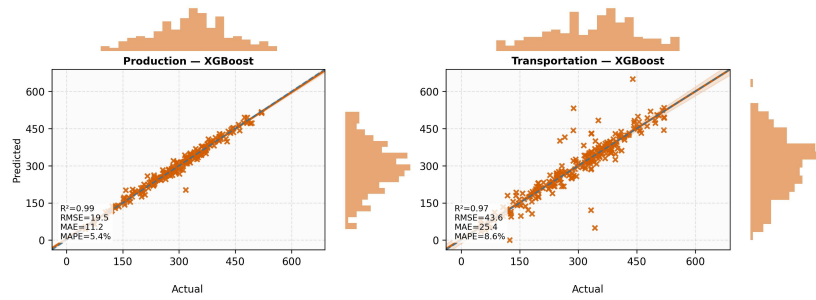 Production — XGBoost
Transportation — XGBoost
Predicted
600
450
300
150
0
R²=0.99
RMSE=19.5
MAE=11.2
MAPE=5.4%
0 150 300 450 600
Actual
600
450
300
150
0
R²=0.97
RMSE=43.6
MAE=25.4
MAPE=8.6%
0 150 300 450 600
Actual